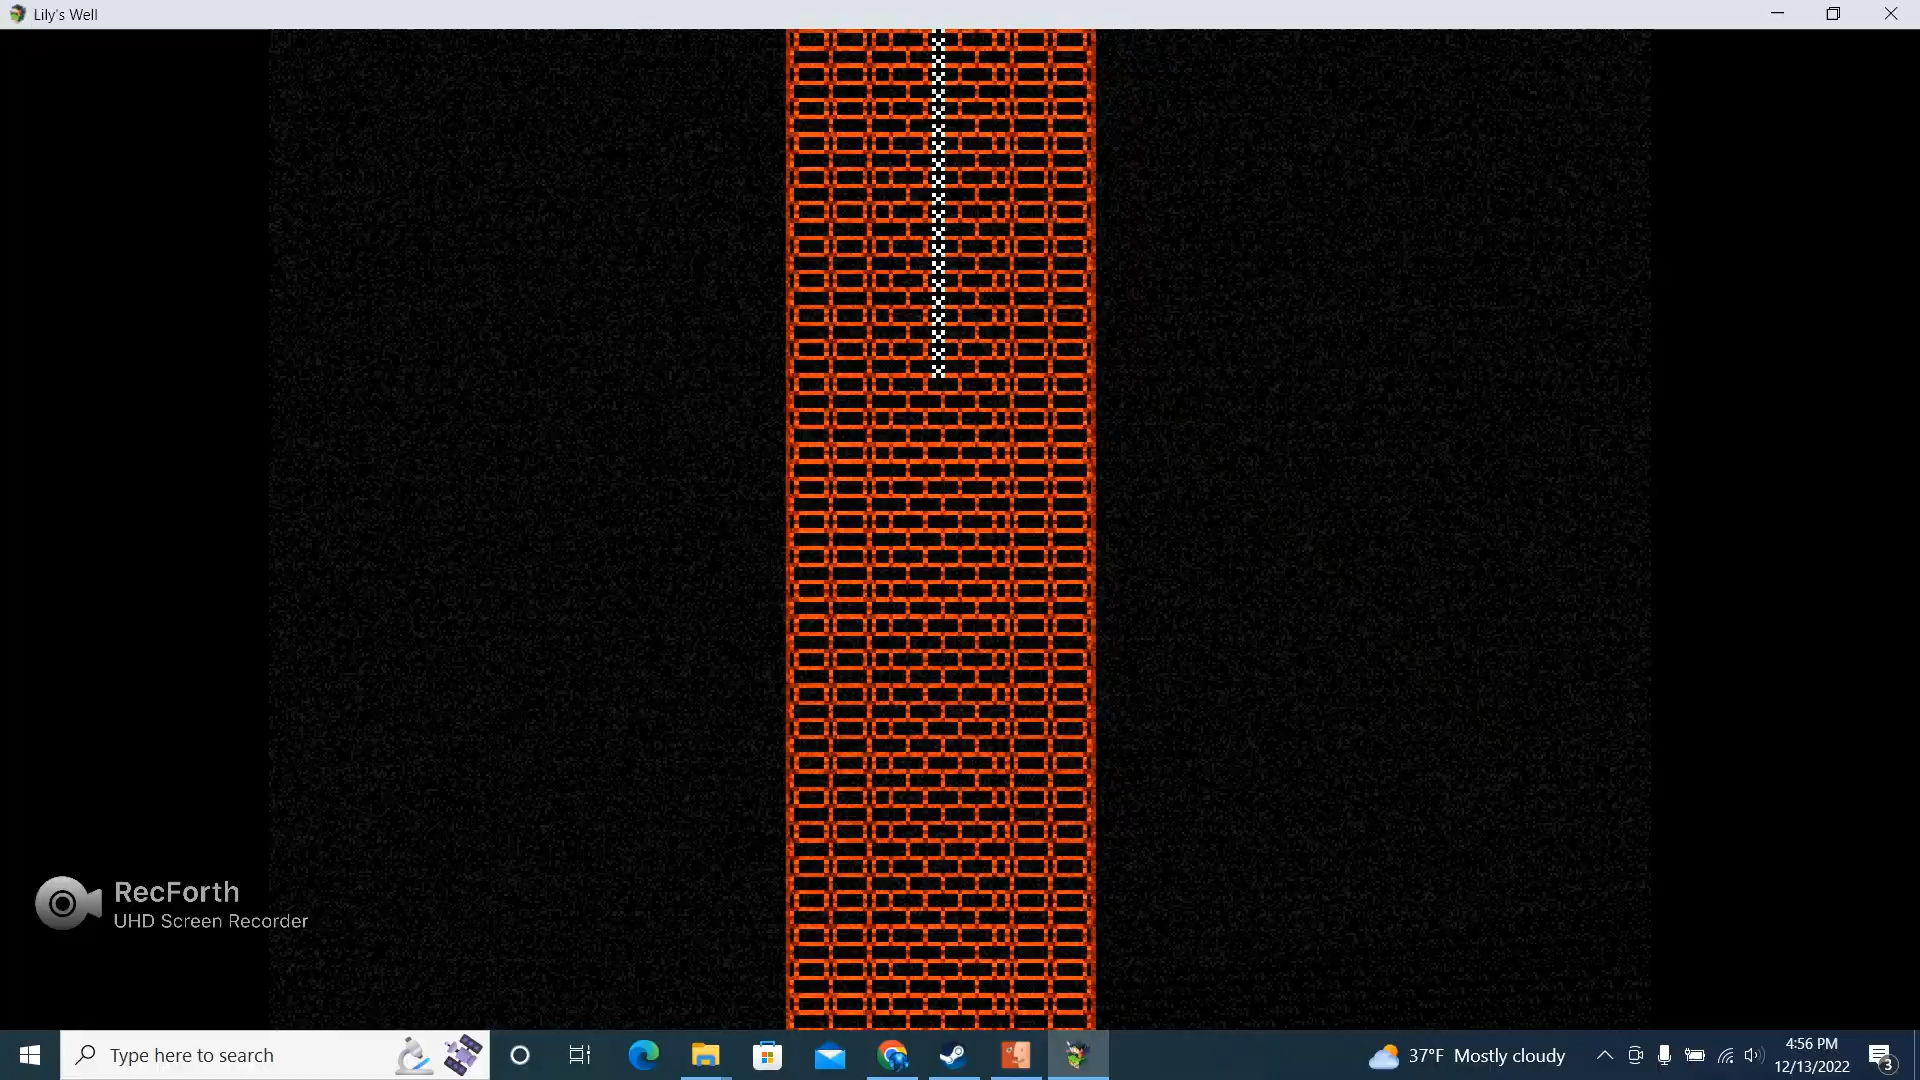 Lily's Well
RecForth
UHD Screen Recorder
Type here to search
37°F Mostly cloudy
4:56 PM
12/13/2022
3